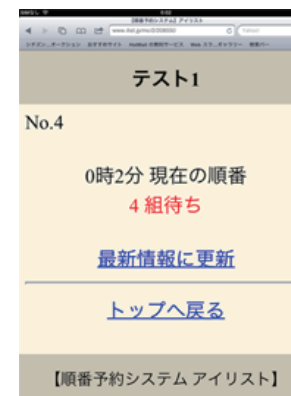 【順番予約システム】アイリスト
テスト1
No.4
0時2分 現在の順番
4 組待ち
最新情報に更新
トップへ戻る
【順番予約システム アイリスト】